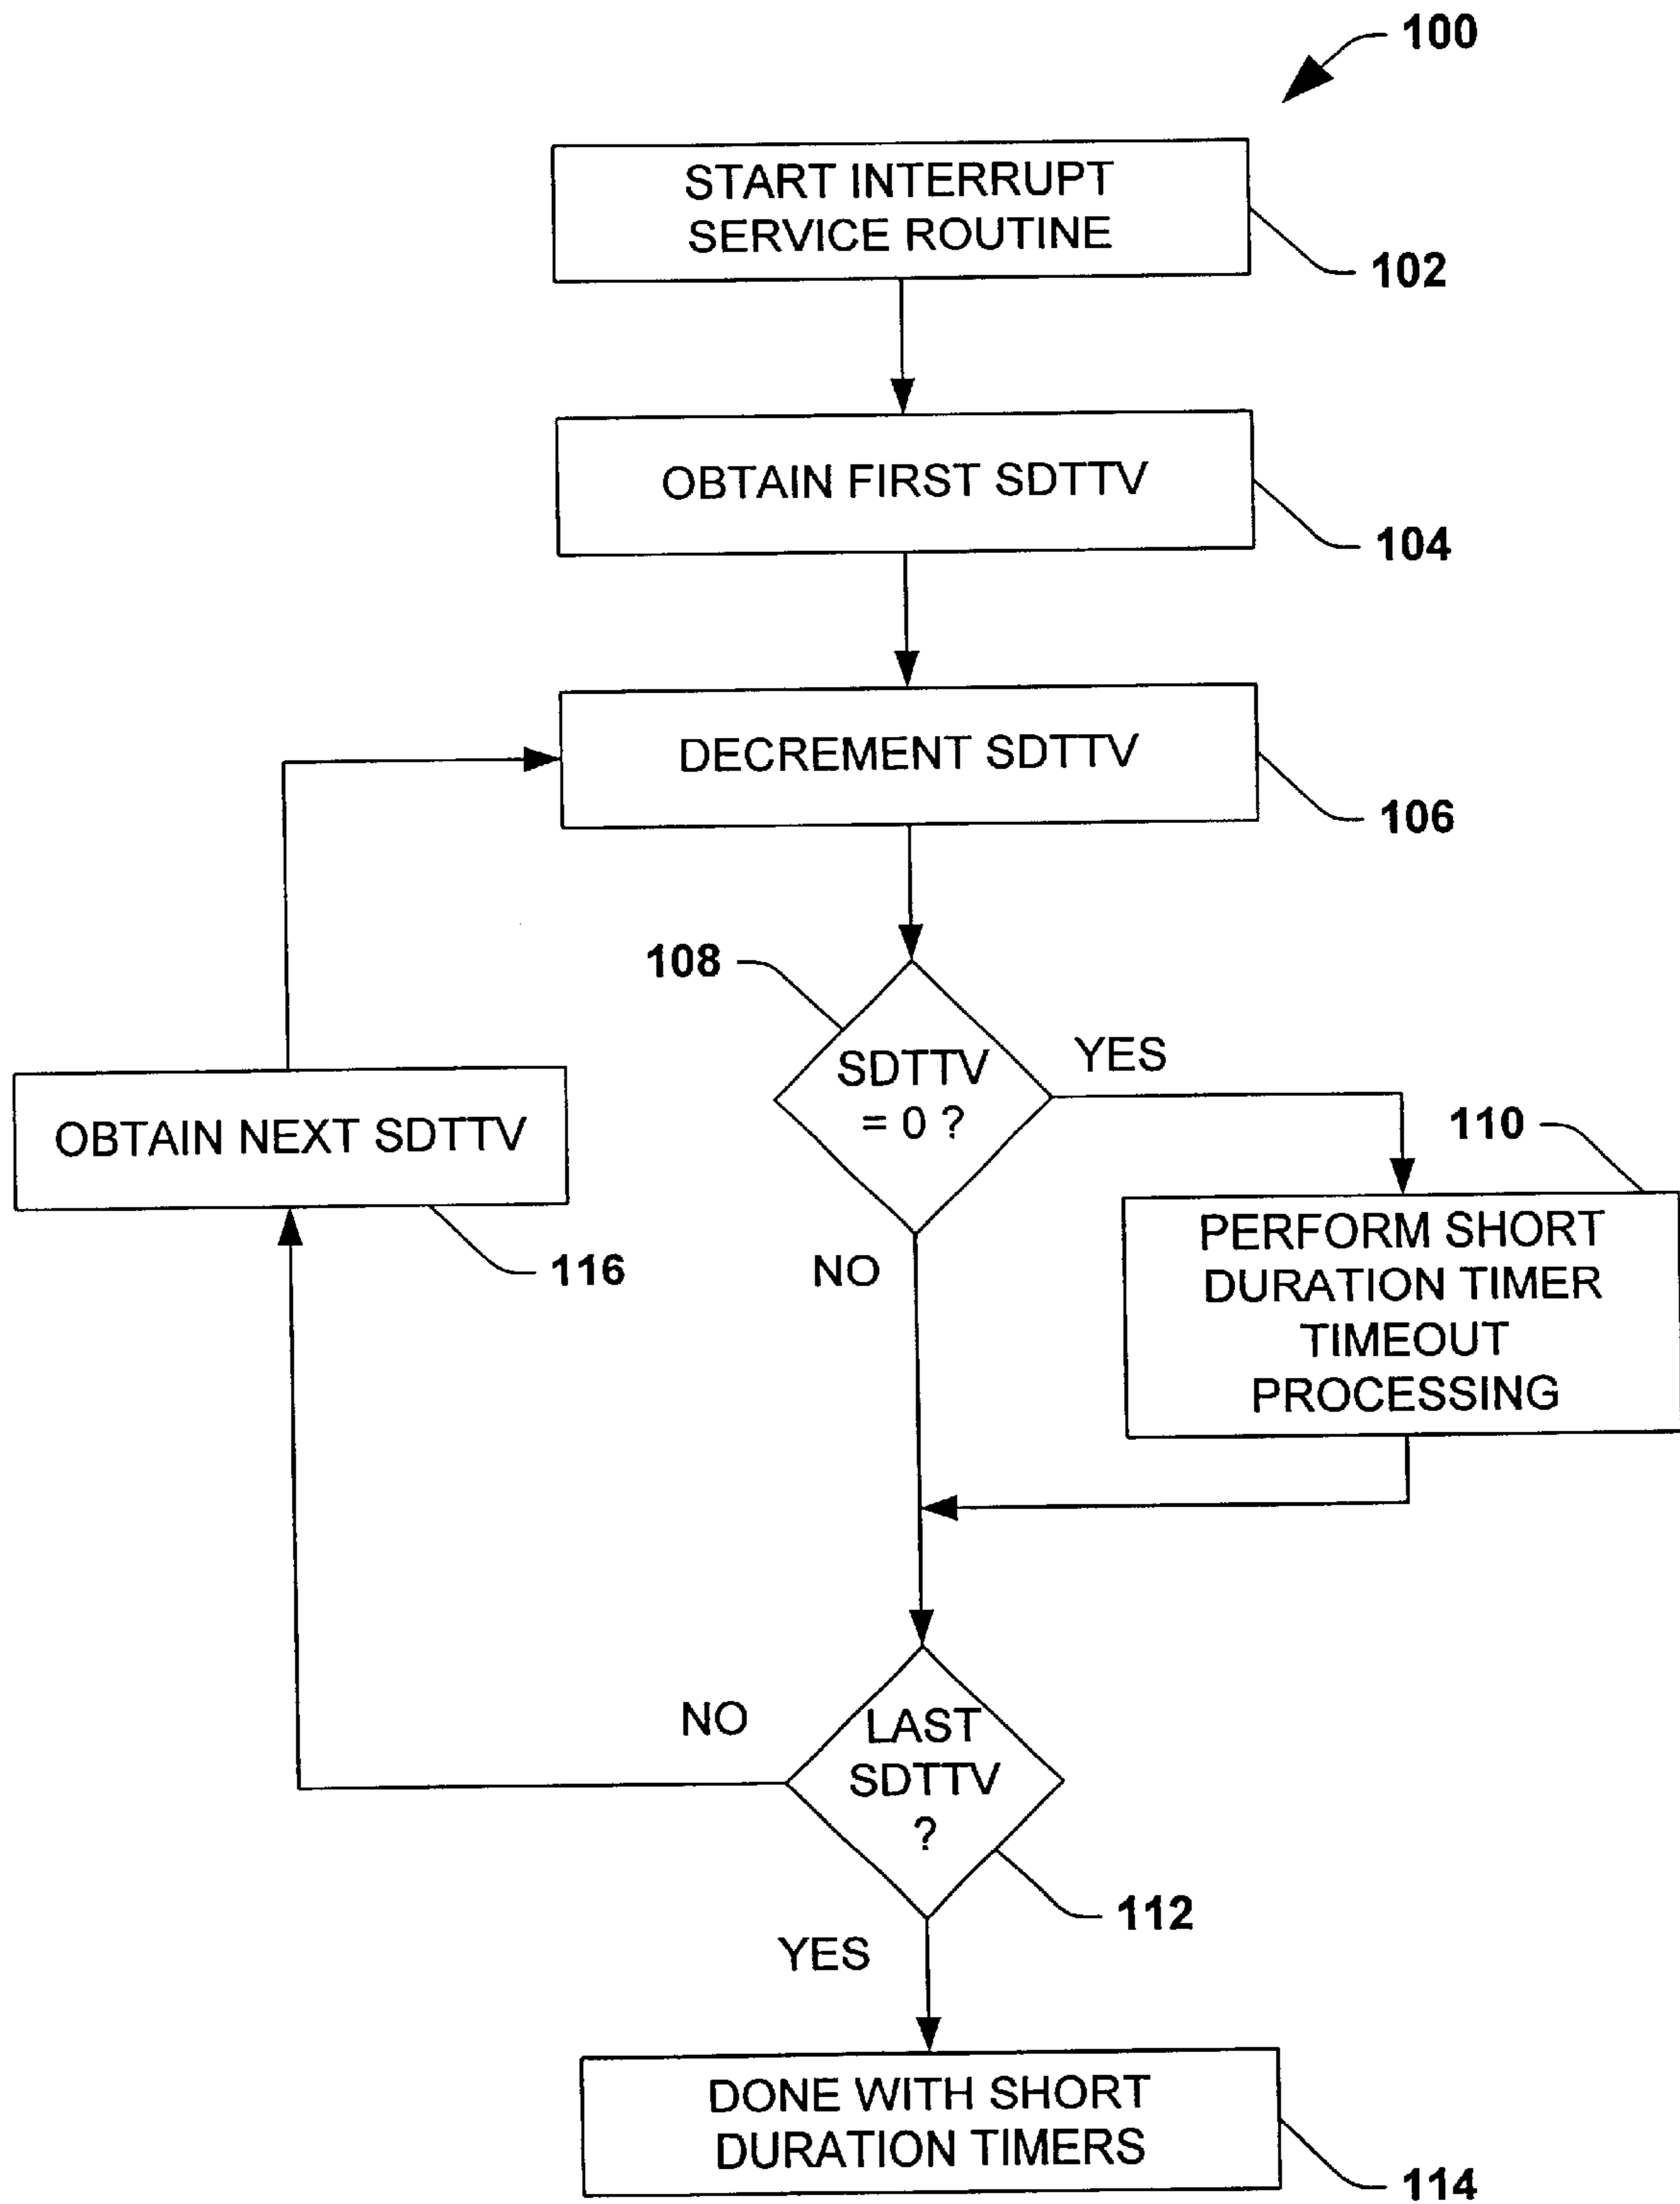 100
START INTERRUPT
SERVICE ROUTINE
102
OBTAIN FIRST SDTTV
104
DECREMENT SDTTV
106
108
SDTTV
= 0 ?
YES
NO
OBTAIN NEXT SDTTV
116
110
PERFORM SHORT
DURATION TIMER
TIMEOUT
PROCESSING
NO
LAST
SDTTV
?
112
YES
DONE WITH SHORT
DURATION TIMERS
114